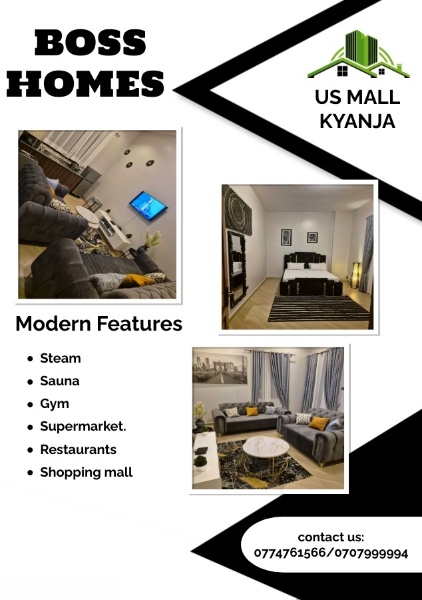 BOSS
HOMES
US MALL
KYANJA
Modern Features
Steam
Sauna
Gym
Supermarket.
Restaurants
Shopping mall
contact us:
0774761566/0707999994